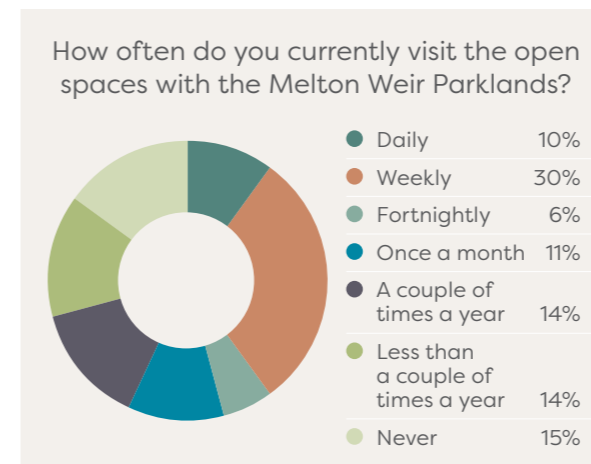 How often do you currently visit the open
spaces with the Melton Weir Parklands?
Daily 10%
Weekly 30%
Fortnightly 6%
Once a month 11%
A couple of
times a year 14%
Less than
a couple of
times a year 14%
Never 15%